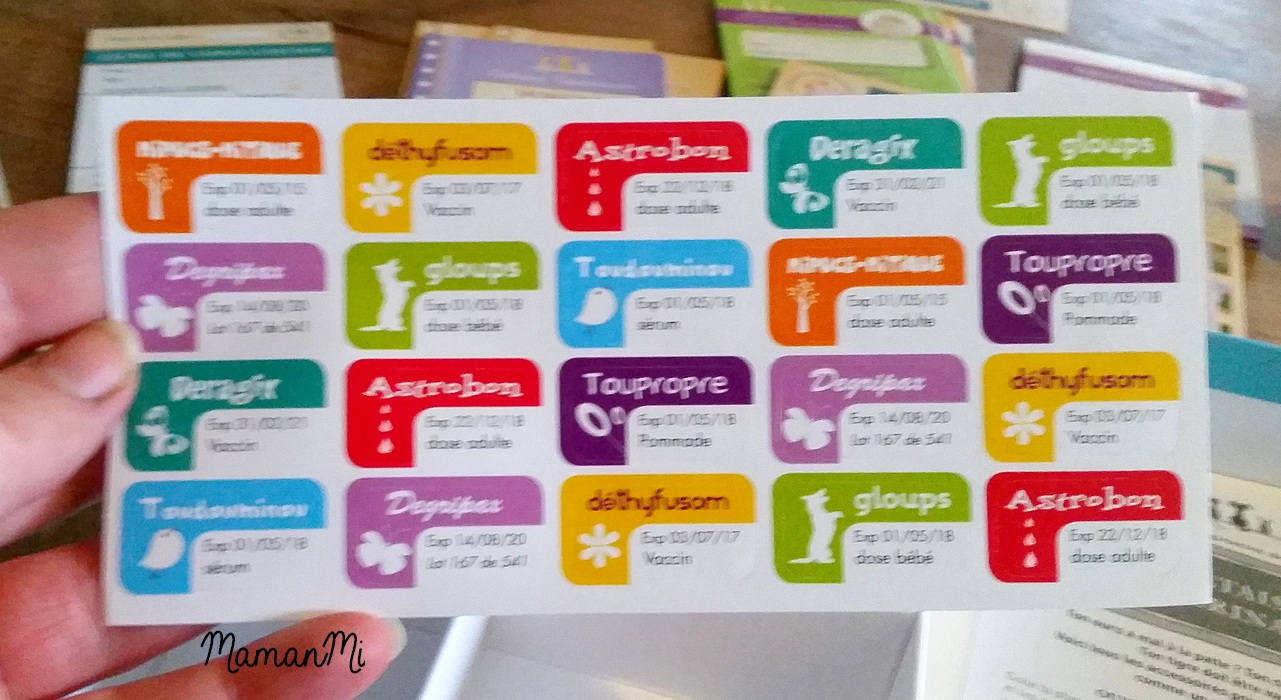 déthyfusom
Exp 03/07/17
Vaccin
Astrobon
Exp 22/12/18
dose adulte
Deragix
Exp 31/02/21
Vaccin
gloups
Exp 01/05/18
dose bébé
Degripez
Exp 14/08/20
Lot 167 de 541
gloups
Exp 01/05/18
dose bébé
Toudouminou
Exp 01/05/18
sérum
Exp 01/05/15
dose adulte
Toupropre
Exp 01/05/18
Pommade
Deragix
Exp 31/02/21
Vaccin
Astrobon
Exp 22/12/18
dose adulte
Toupropre
Exp 01/05/18
Pommade
Degripez
Exp 14/08/20
Lot 167 de 541
déthyfusom
Exp 03/07/17
Vaccin
Toudouminou
Exp 01/05/18
sérum
Degripez
Exp 14/08/20
Lot 167 de 541
déthyfusom
Exp 03/07/17
Vaccin
gloups
Exp 01/05/18
dose bébé
Astrobon
Exp 22/12/18
dose adulte
MamanMi